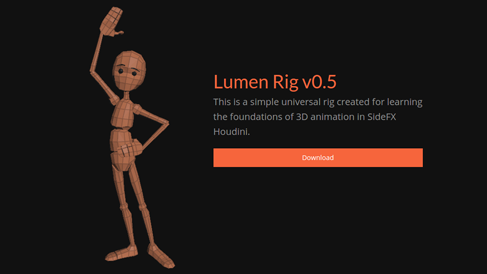 Lumen Rig v0.5
This is a simple universal rig created for learning
the foundations of 3D animation in SideFX
Houdini.
Download